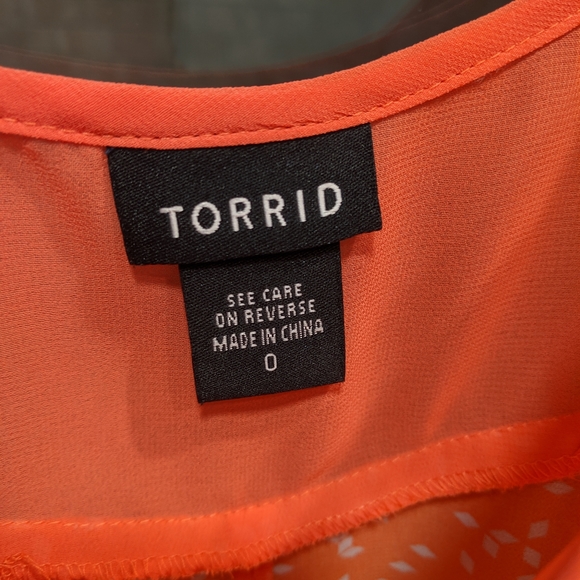 TORRID
SEE CARE
ON REVERSE
MADE IN CHINA
0